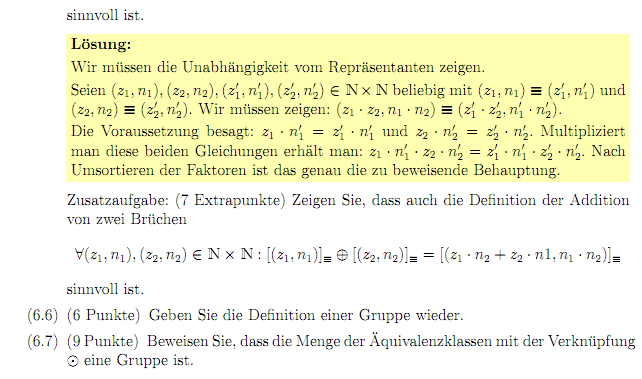 sinnvoll ist.
Lösung:
Wir müssen die Unabhängigkeit vom Repräsentanten zeigen.
Seien (z₁, n₁), (z₂, n₂), (z′₁, n′₁), (z′₂, n′₂) ∈ ℕ × ℕ beliebig mit (z₁, n₁) ≡ (z′₁, n′₁) und
(z₂, n₂) ≡ (z′₂, n′₂). Wir müssen zeigen: (z₁ · z₂, n₁ · n₂) ≡ (z′₁ · z′₂, n′₁ · n′₂).
Die Voraussetzung besagt: z₁ · n′₁ = z′₁ · n′₁ und z₂ · n′₂ = z′₂ · n′₂. Multipliziert
man diese beiden Gleichungen erhält man: z₁ · n′₁ · z₂ · n′₂ = z′₁ · n′₁ · z′₂ · n′₂. Nach
Umsortieren der Faktoren ist das genau die zu beweisende Behauptung.
Zusatzaufgabe: (7 Extrapunkte) Zeigen Sie, dass auch die Definition der Addition
von zwei Brüchen
∀(z₁, n₁), (z₂, n₂) ∈ ℕ × ℕ : [(z₁, n₁)]≡ ⊕ [(z₂, n₂)]≡ = [(z₁ · n₂ + z₂ · n1, n₁ · n₂)]≡
sinnvoll ist.
(6.6) (6 Punkte) Geben Sie die Definition einer Gruppe wieder.
(6.7) (9 Punkte) Beweisen Sie, dass die Menge der Äquivalenzklassen mit der Verknüpfung
⊙ eine Gruppe ist.